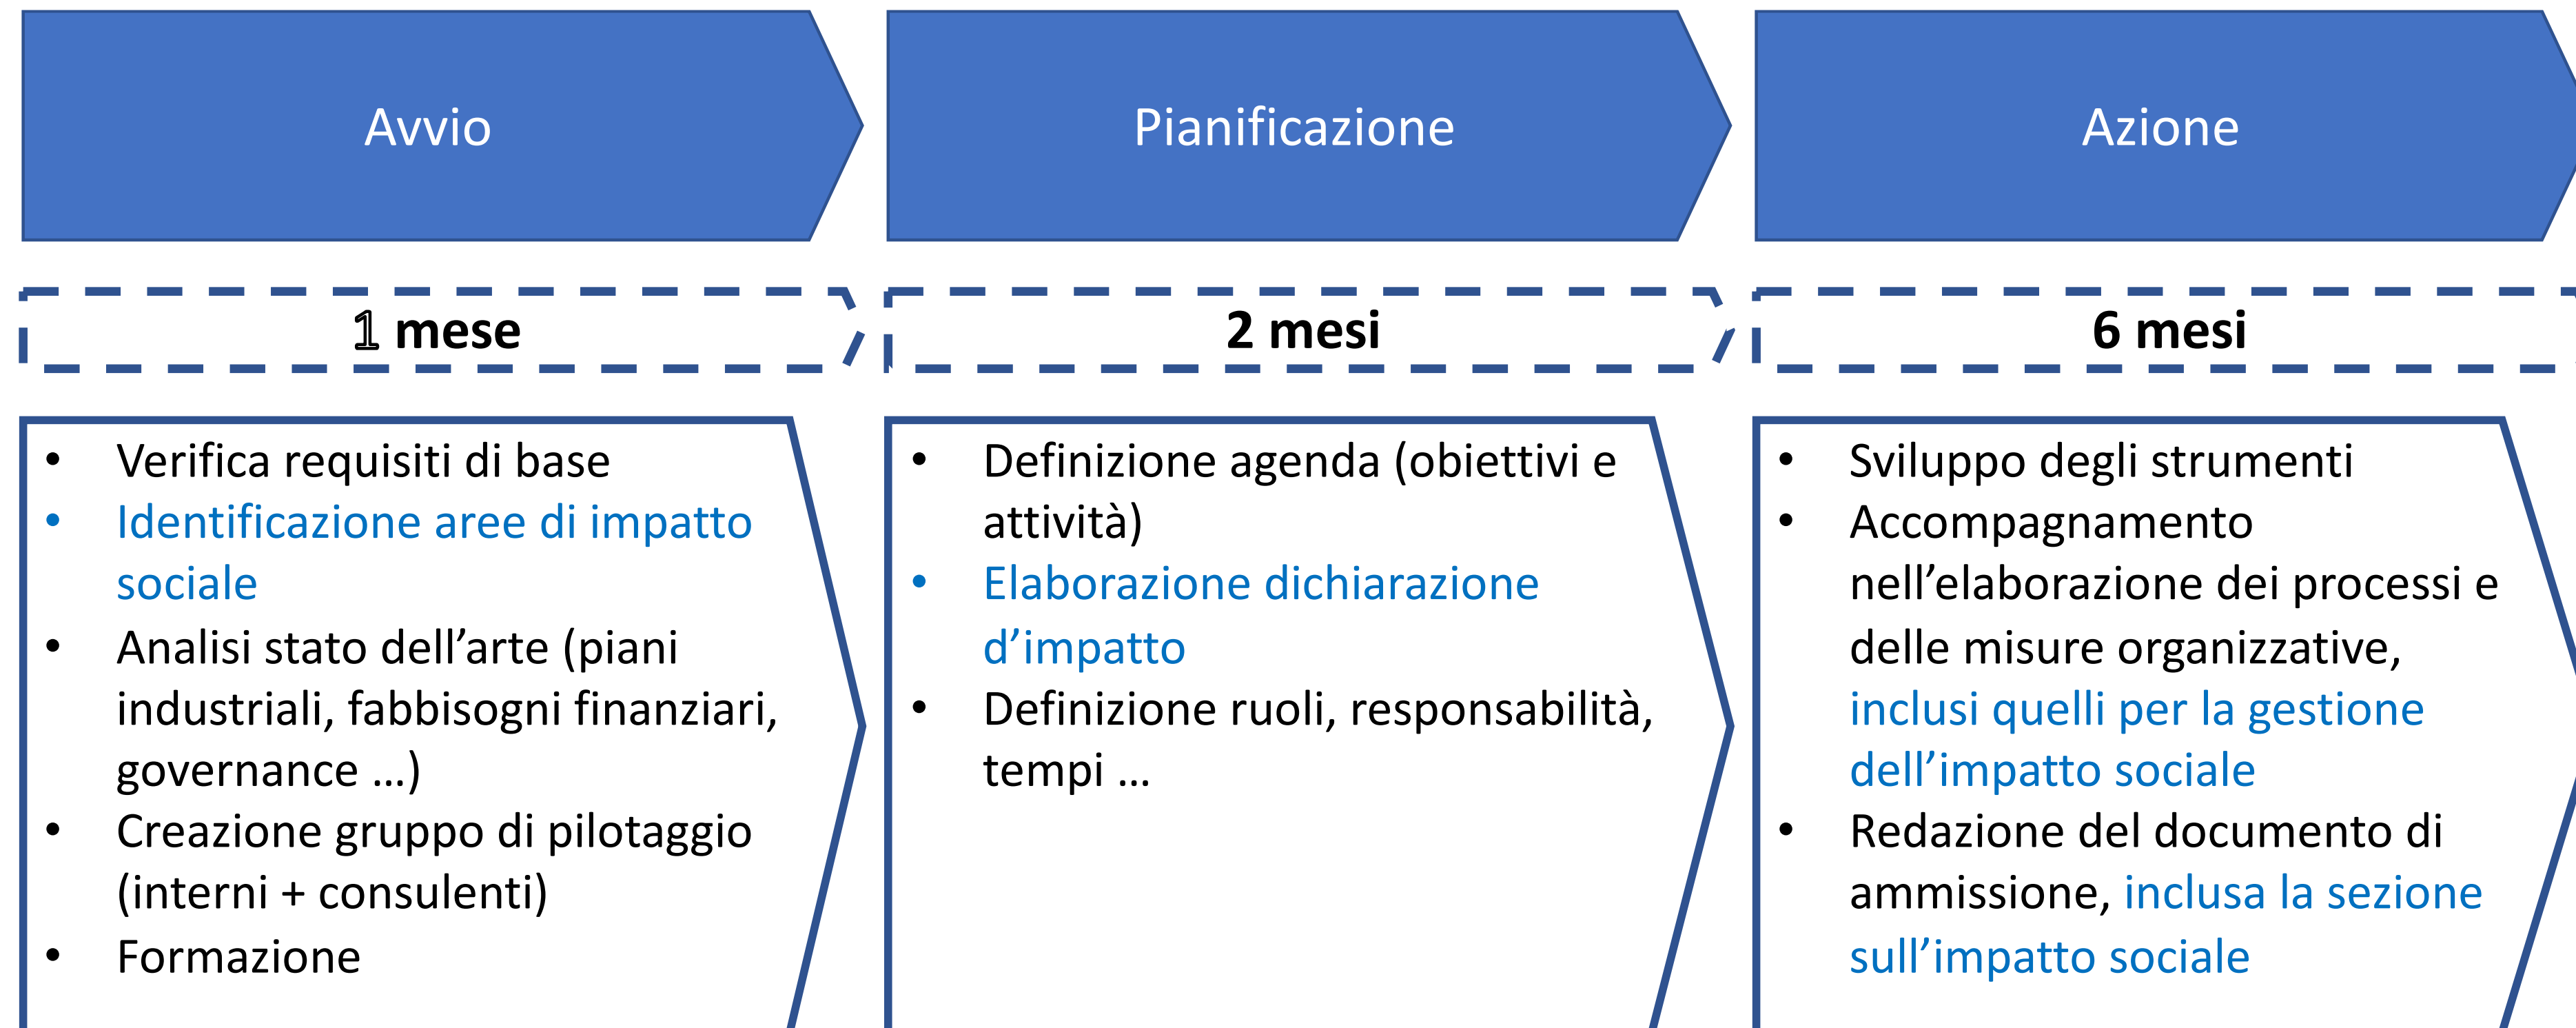 Avvio
Pianificazione
Azione
1 mese
2 mesi
6 mesi
• Verifica requisiti di base
• Identificazione aree di impatto
sociale
• Analisi stato dell’arte (piani
industriali, fabbisogni finanziari,
governance …)
• Creazione gruppo di pilotaggio
(interni + consulenti)
• Formazione
• Definizione agenda (obiettivi e
attività)
• Elaborazione dichiarazione
d’impatto
• Definizione ruoli, responsabilità,
tempi …
• Sviluppo degli strumenti
• Accompagnamento
nell’elaborazione dei processi e
delle misure organizzative,
inclusi quelli per la gestione
dell’impatto sociale
• Redazione del documento di
ammissione, inclusa la sezione
sull’impatto sociale